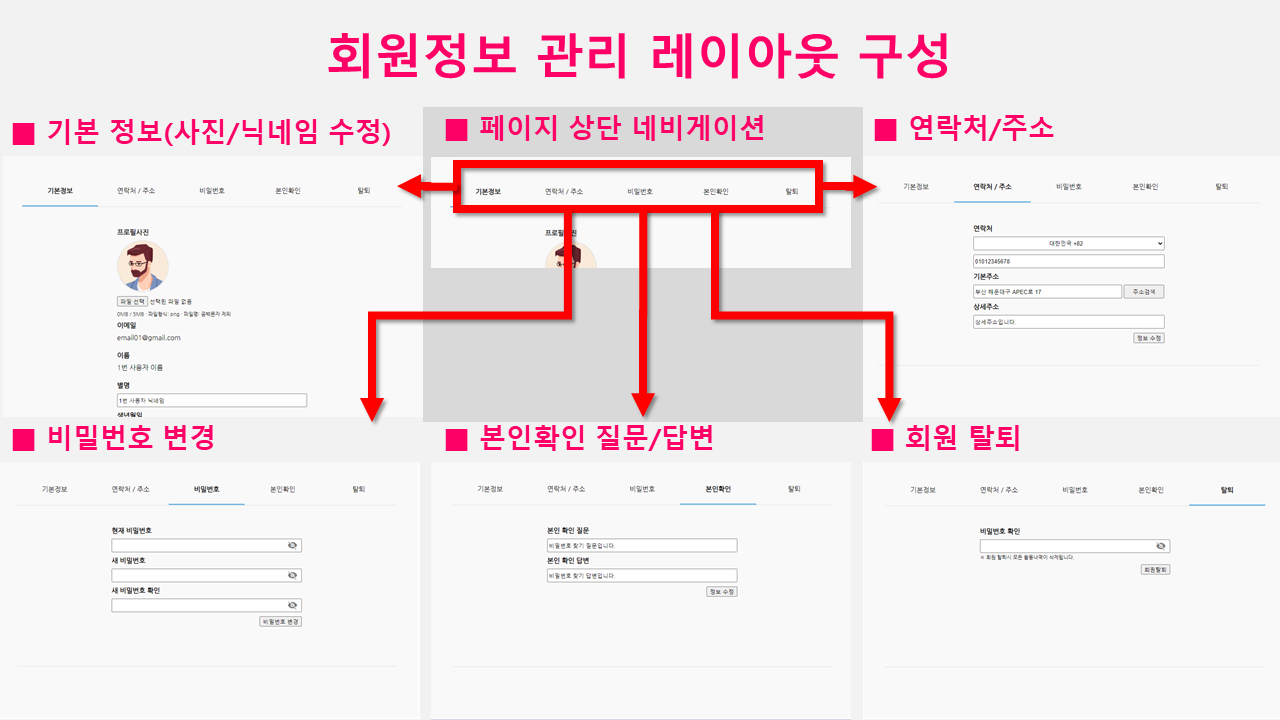 회원정보 관리 레이아웃 구성
■ 기본 정보(사진/닉네임 수정)
기본정보 연락처 / 주소 비밀번호 본인확인 탈퇴
프로필사진
파일 선택 선택된 파일 없음
0MB / 5MB · 파일형식: png · 파일명: 공백문자 제외
이메일
email01@gmail.com
이름
1번 사용자 이름
별명
1번 사용자 닉네임
생년월일
■ 페이지 상단 네비게이션
기본정보 연락처 / 주소 비밀번호 본인확인 탈퇴
프로필사진
■ 연락처/주소
기본정보 연락처 / 주소 비밀번호 본인확인 탈퇴
연락처
대한민국 +82
01012345678
기본주소
부산 해운대구 APEC로 17 주소검색
상세주소
상세주소입니다.
정보 수정
■ 비밀번호 변경
기본정보 연락처 / 주소 비밀번호 본인확인 탈퇴
현재 비밀번호
새 비밀번호
새 비밀번호 확인
비밀번호 변경
■ 본인확인 질문/답변
기본정보 연락처 / 주소 비밀번호 본인확인 탈퇴
본인 확인 질문
비밀번호 찾기 질문입니다.
본인 확인 답변
비밀번호 찾기 답변입니다.
정보 수정
■ 회원 탈퇴
기본정보 연락처 / 주소 비밀번호 본인확인 탈퇴
비밀번호 확인
※ 회원 탈퇴시 모든 활동내역이 삭제됩니다.
회원탈퇴